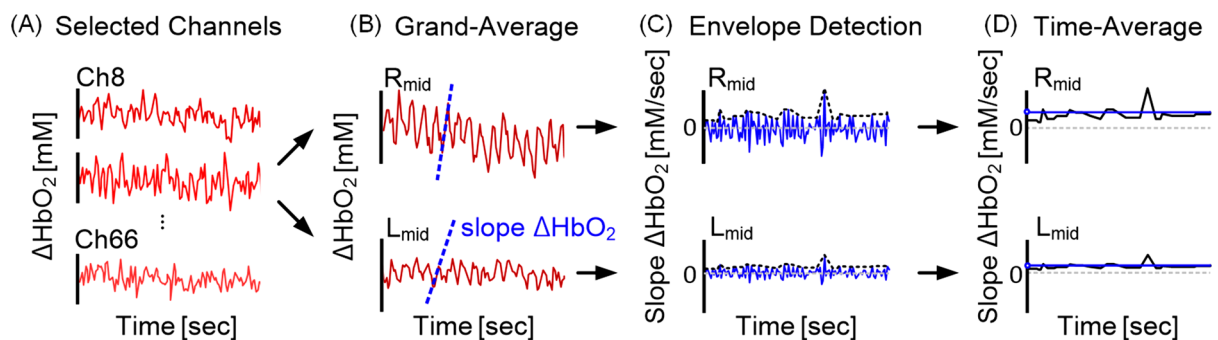 (A) Selected Channels
Ch8
Ch66
ΔHbO₂ [mM]
Time [sec]
(B) Grand-Average
Rmid
Lmid
slope ΔHbO₂
ΔHbO₂ [mM]
Time [sec]
(C) Envelope Detection
Rmid
0
Lmid
0
Slope ΔHbO₂ [mM/sec]
Time [sec]
(D) Time-Average
Rmid
0
Lmid
0
Slope ΔHbO₂ [mM/sec]
Time [sec]